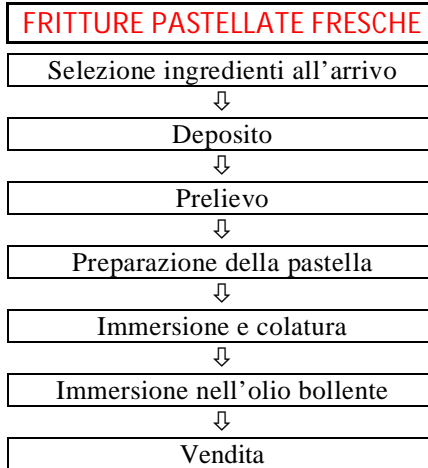 FRITTURE PASTELLATE FRESCHE
Selezione ingredienti all'arrivo
⇩
Deposito
⇩
Prelievo
⇩
Preparazione della pastella
⇩
Immersione e colatura
⇩
Immersione nell'olio bollente
⇩
Vendita